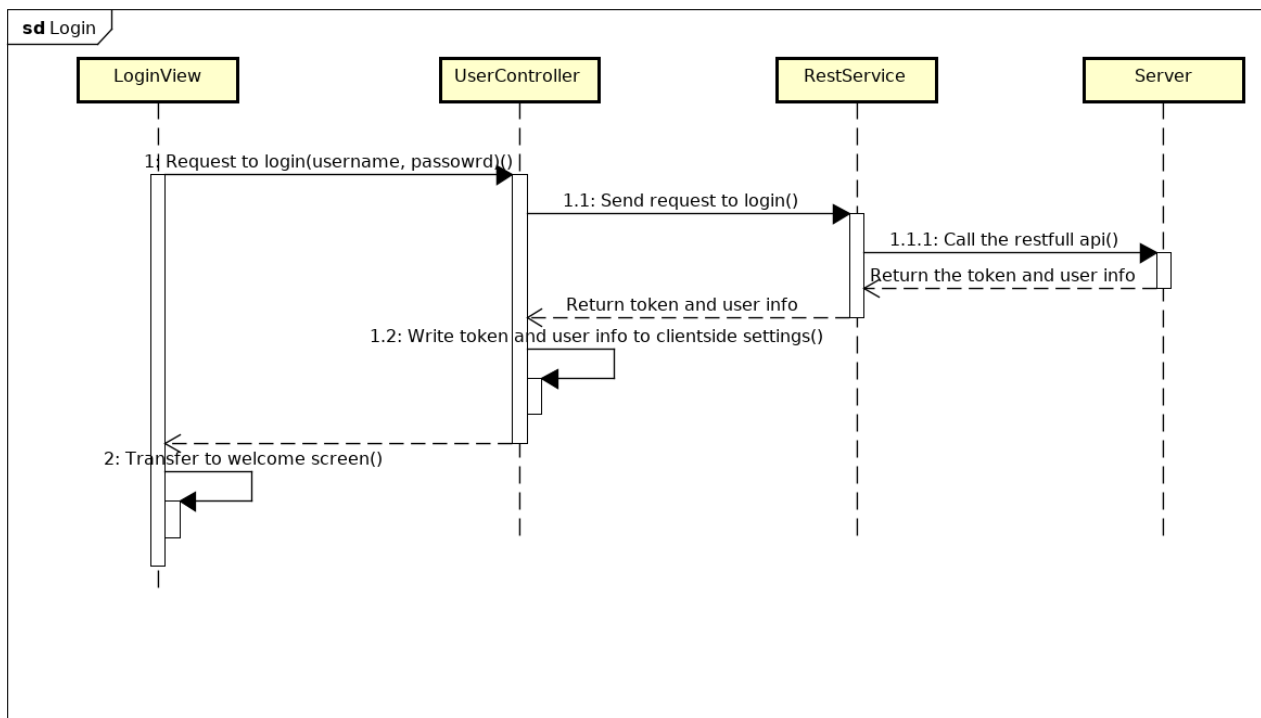 sd Login
LoginView
UserController
RestService
Server
1: Request to login(username, passowrd)()
1.1: Send request to login()
1.1.1: Call the restfull api()
Return the token and user info
Return token and user info
1.2: Write token and user info to clientside settings()
2: Transfer to welcome screen()